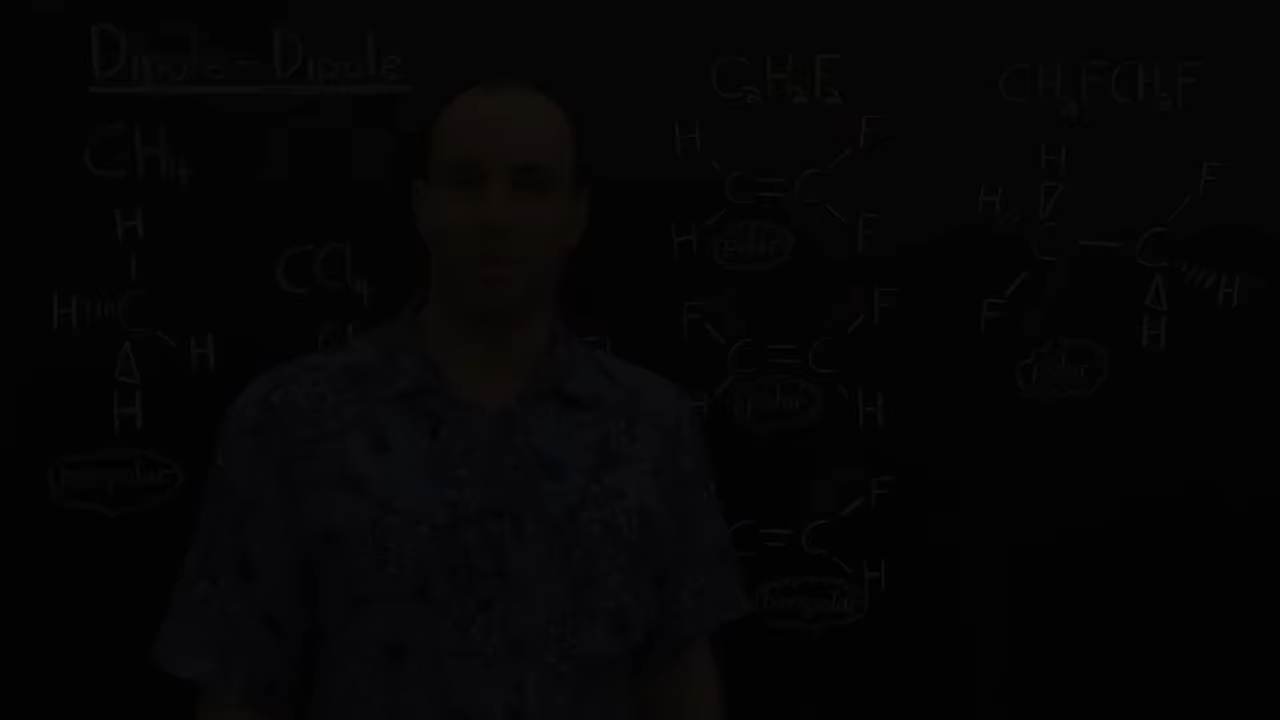 Dipole-Dipole
CH4
H
H C H
H
nonpolar
CCl4
C2H2F2
H F
C=C
H F
polar
F F
C=C
H H
polar
F
C=C
H
nonpolar
CH2FCH2F
H
H F
C—C
F H
H
polar